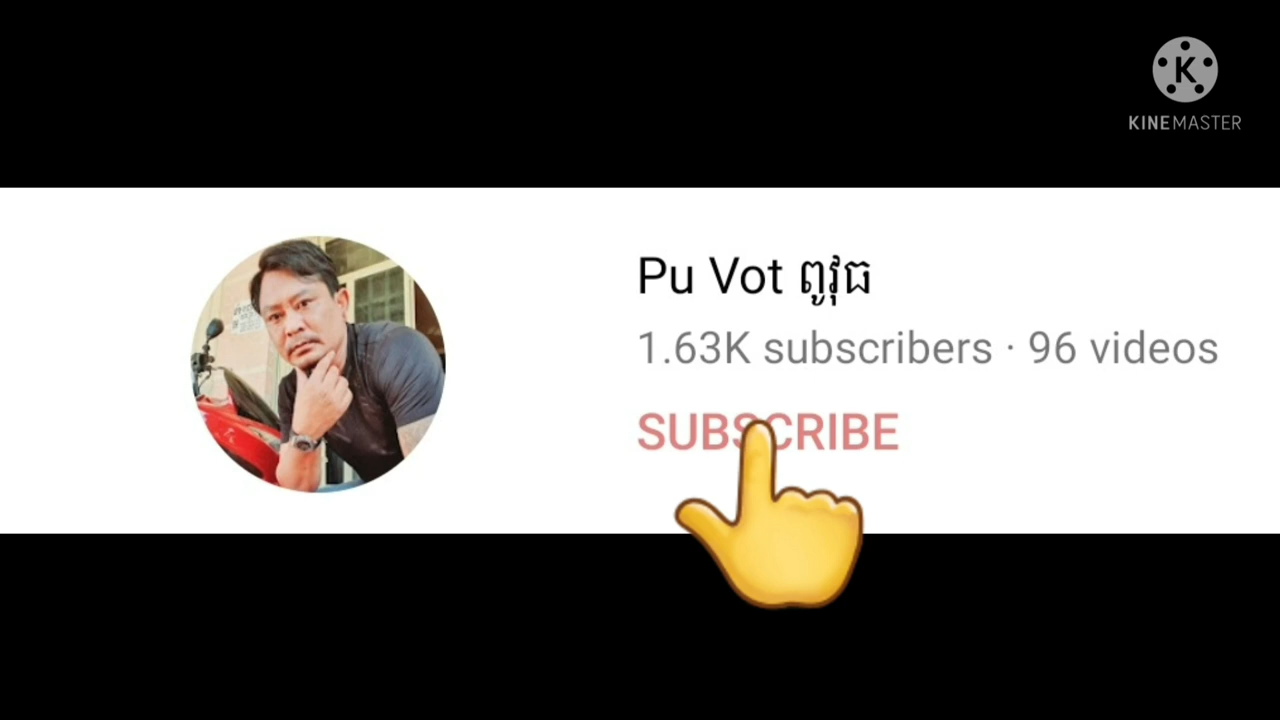 K
KINEMASTER
Pu Vot ពូវុធ
1.63K subscribers · 96 videos
SUBSCRIBE